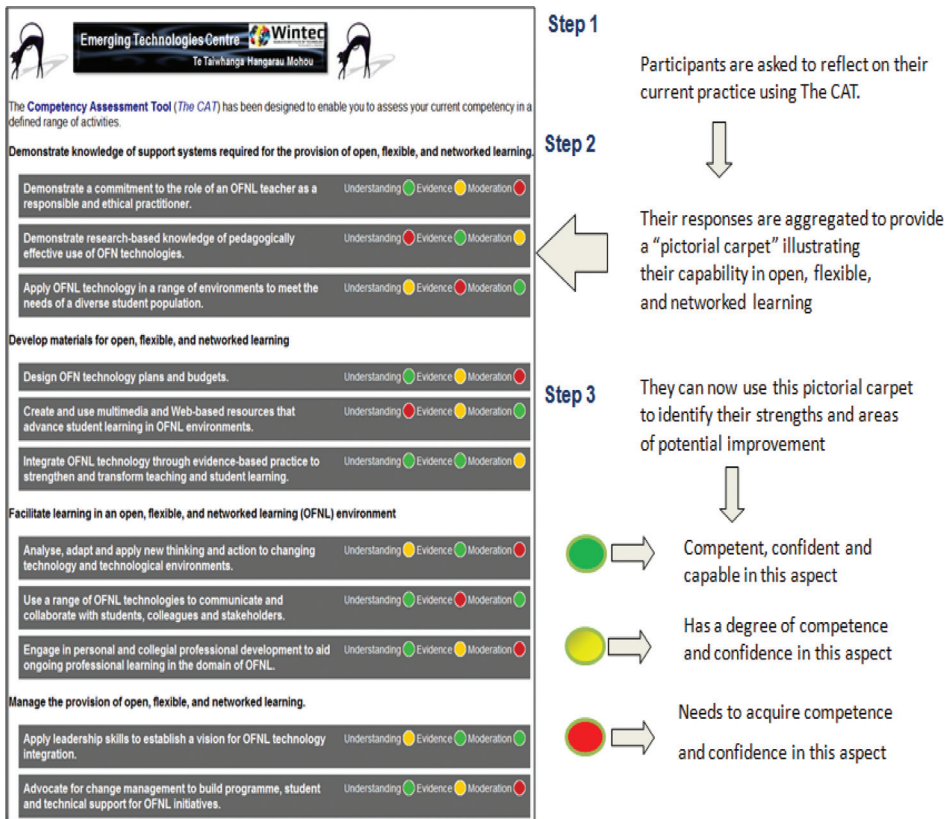 Emerging Technologies Centre
Wintec
Te Taiwhanga Hangarau Mohou
The Competency Assessment Tool (The CAT) has been designed to enable you to assess your current competency in a
defined range of activities.
Demonstrate knowledge of support systems required for the provision of open, flexible, and networked learning.
Demonstrate a commitment to the role of an OFNL teacher as a
responsible and ethical practitioner.
Understanding Evidence Moderation
Demonstrate research-based knowledge of pedagogically
effective use of OFN technologies.
Understanding Evidence Moderation
Apply OFNL technology in a range of environments to meet the
needs of a diverse student population.
Understanding Evidence Moderation
Develop materials for open, flexible, and networked learning
Design OFN technology plans and budgets.
Understanding Evidence Moderation
Create and use multimedia and Web-based resources that
advance student learning in OFNL environments.
Understanding Evidence Moderation
Integrate OFNL technology through evidence-based practice to
strengthen and transform teaching and student learning.
Understanding Evidence Moderation
Facilitate learning in an open, flexible, and networked learning (OFNL) environment
Analyse, adapt and apply new thinking and action to changing
technology and technological environments.
Understanding Evidence Moderation
Use a range of OFNL technologies to communicate and
collaborate with students, colleagues and stakeholders.
Understanding Evidence Moderation
Engage in personal and collegial professional development to aid
ongoing professional learning in the domain of OFNL.
Understanding Evidence Moderation
Manage the provision of open, flexible, and networked learning.
Apply leadership skills to establish a vision for OFNL technology
integration.
Understanding Evidence Moderation
Advocate for change management to build programme, student
and technical support for OFNL initiatives.
Understanding Evidence Moderation
Step 1
Participants are asked to reflect on their
current practice using The CAT.
Step 2
Their responses are aggregated to provide
a “pictorial carpet” illustrating
their capability in open, flexible,
and networked learning
Step 3
They can now use this pictorial carpet
to identify their strengths and areas
of potential improvement
Competent, confident and
capable in this aspect
Has a degree of competence
and confidence in this aspect
Needs to acquire competence
and confidence in this aspect